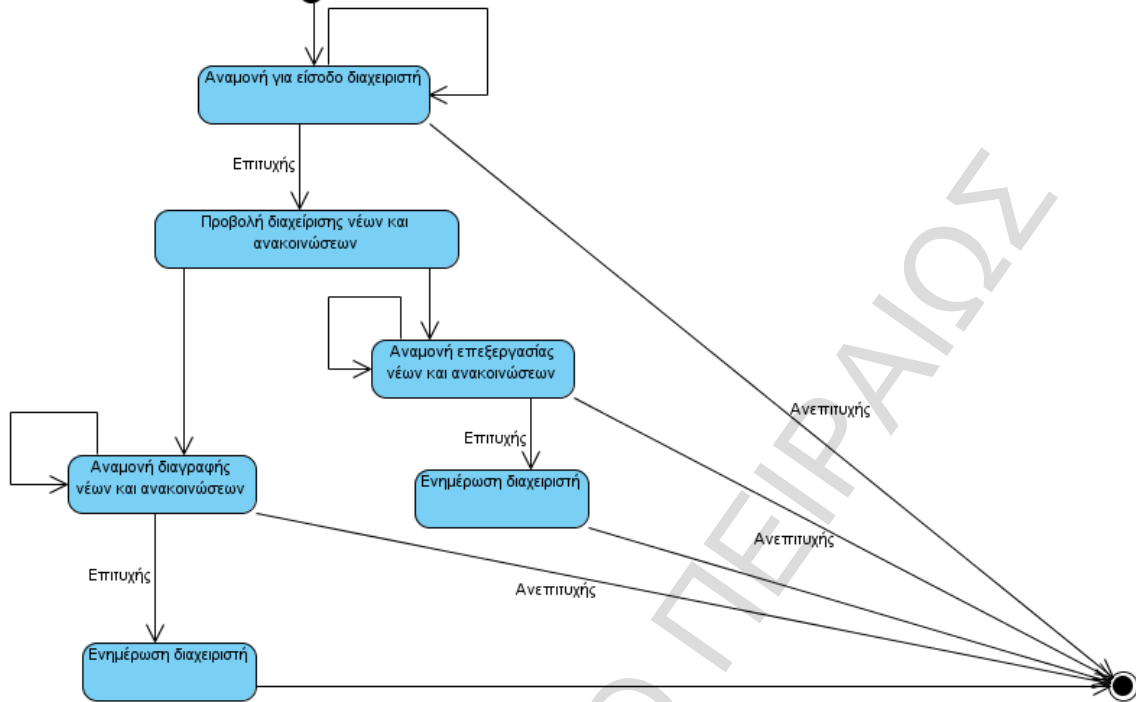 Αναμονή για είσοδο διαχειριστή
Επιτυχής
Προβολή διαχείρισης νέων και
ανακοινώσεων
Αναμονή επεξεργασίας
νέων και ανακοινώσεων
Ανεπιτυχής
Επιτυχής
Αναμονή διαγραφής
νέων και ανακοινώσεων
Ενημέρωση διαχειριστή
Ανεπιτυχής
Επιτυχής
Ανεπιτυχής
Ενημέρωση διαχειριστή
ΠΕΙΡΑΙΩΣ